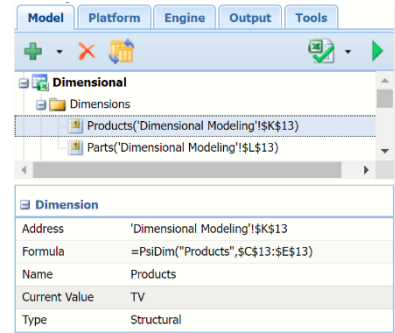 Model Platform Engine Output Tools
Dimensional
Dimensions
Products('Dimensional Modeling'!$K$13)
Parts('Dimensional Modeling'!$L$13)
Dimension
Address 'Dimensional Modeling'!$K$13
Formula =PsiDim("Products",$C$13:$E$13)
Name Products
Current Value TV
Type Structural